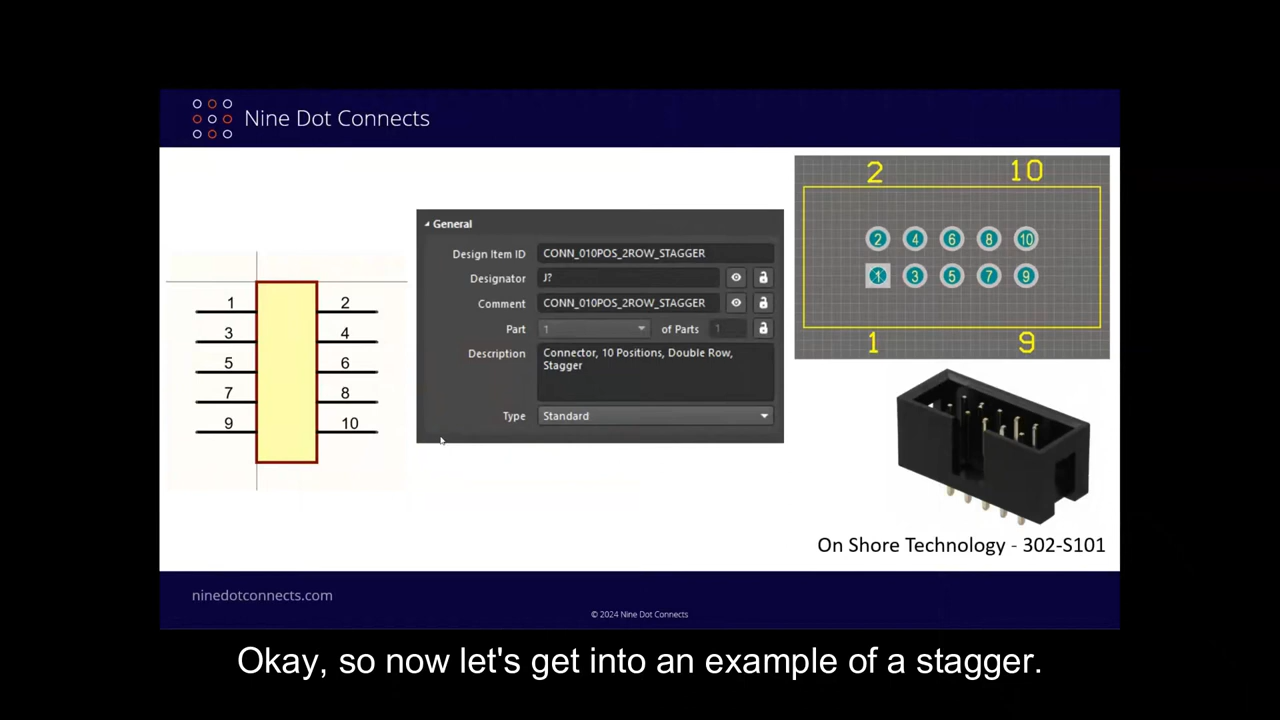 Nine Dot Connects
1 2
3 4
5 6
7 8
9 10
General
Design Item ID CONN_010POS_2ROW_STAGGER
Designator J?
Comment CONN_010POS_2ROW_STAGGER
Part 1 of Parts 1
Description Connector, 10 Positions, Double Row,
Stagger
Type Standard
2 10
2 4 6 8 10
1 3 5 7 9
1 9
On Shore Technology - 302-S101
ninedotconnects.com
© 2024 Nine Dot Connects
Okay, so now let's get into an example of a stagger.